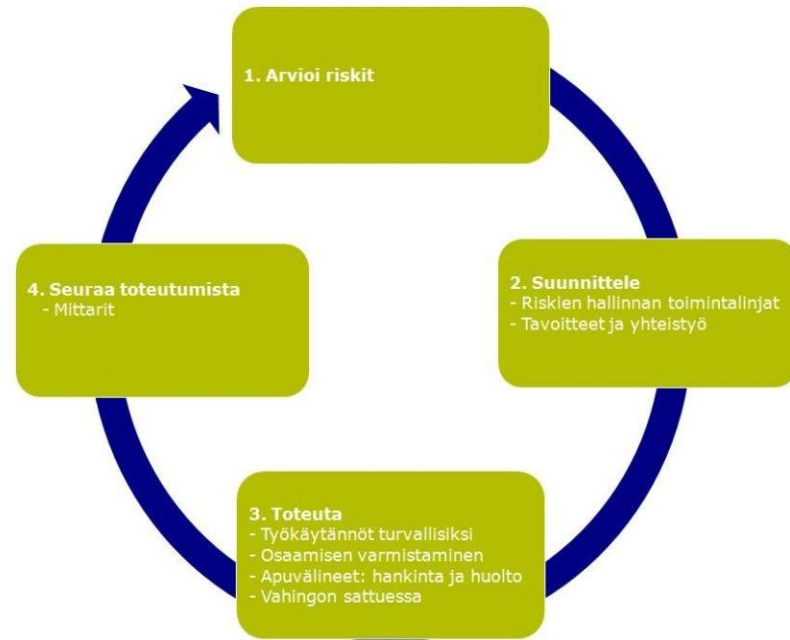 1. Arvioi riskit
2. Suunnittele
- Riskien hallinnan toimintalinjat
- Tavoitteet ja yhteistyö
3. Toteuta
- Työkäytännöt turvallisiksi
- Osaamisen varmistaminen
- Apuvälineet: hankinta ja huolto
- Vahingon sattuessa
4. Seuraa toteutumista
- Mittarit